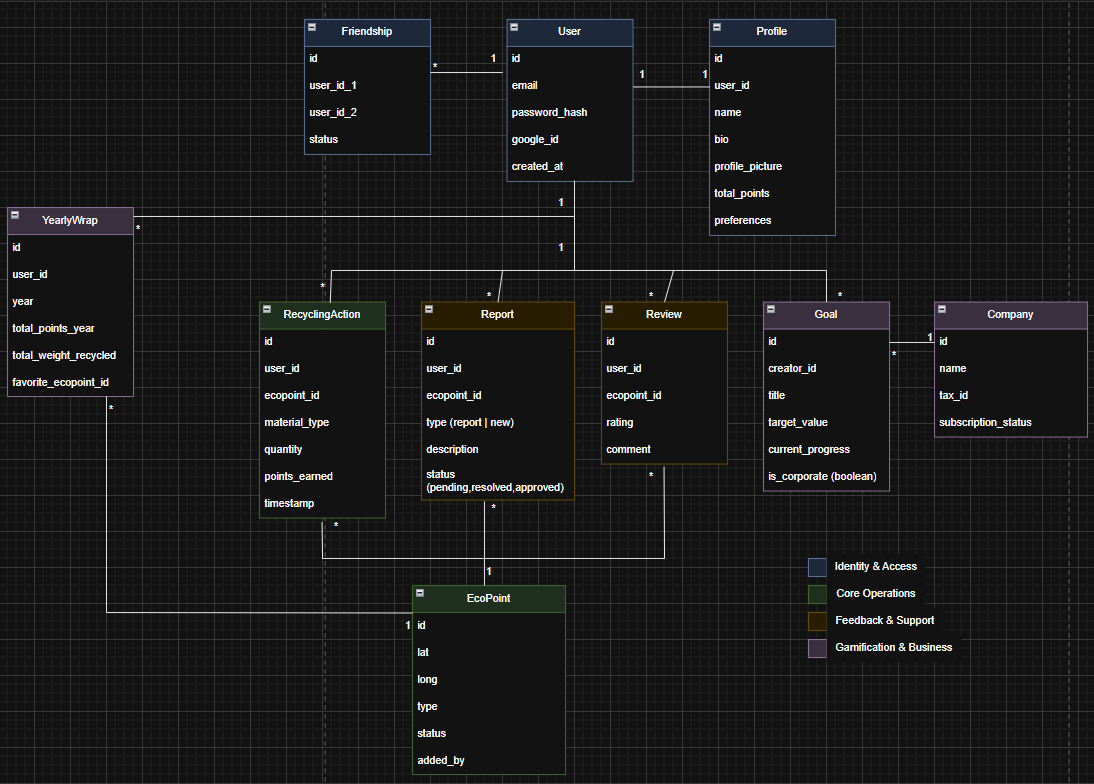 Friendship
id
user_id_1
user_id_2
status
*
1
User
id
email
password_hash
google_id
created_at
1
1
Profile
id
user_id
name
bio
profile_picture
total_points
preferences
1
1
YearlyWrap
*
id
user_id
year
total_points_year
total_weight_recycled
favorite_ecopoint_id
*
*
*
*
*
RecyclingAction
id
user_id
ecopoint_id
material_type
quantity
points_earned
timestamp
*
Report
id
user_id
ecopoint_id
type (report | new)
description
status
(pending,resolved,approved)
*
Review
id
user_id
ecopoint_id
rating
comment
*
Goal
id
creator_id
title
target_value
current_progress
is_corporate (boolean)
*
1
Company
id
name
tax_id
subscription_status
1
EcoPoint
1
id
lat
long
type
status
added_by
Identity & Access
Core Operations
Feedback & Support
Gamification & Business